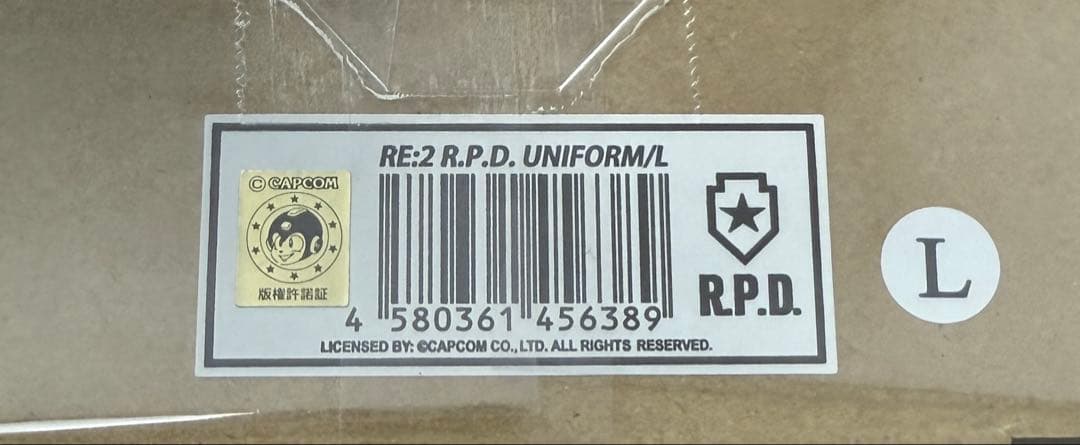 RE:2 R.P.D. UNIFORM/L
© CAPCOM
版権許諾証
4 580361 456389
R.P.D.
LICENSED BY: ©CAPCOM CO., LTD. ALL RIGHTS RESERVED.
L